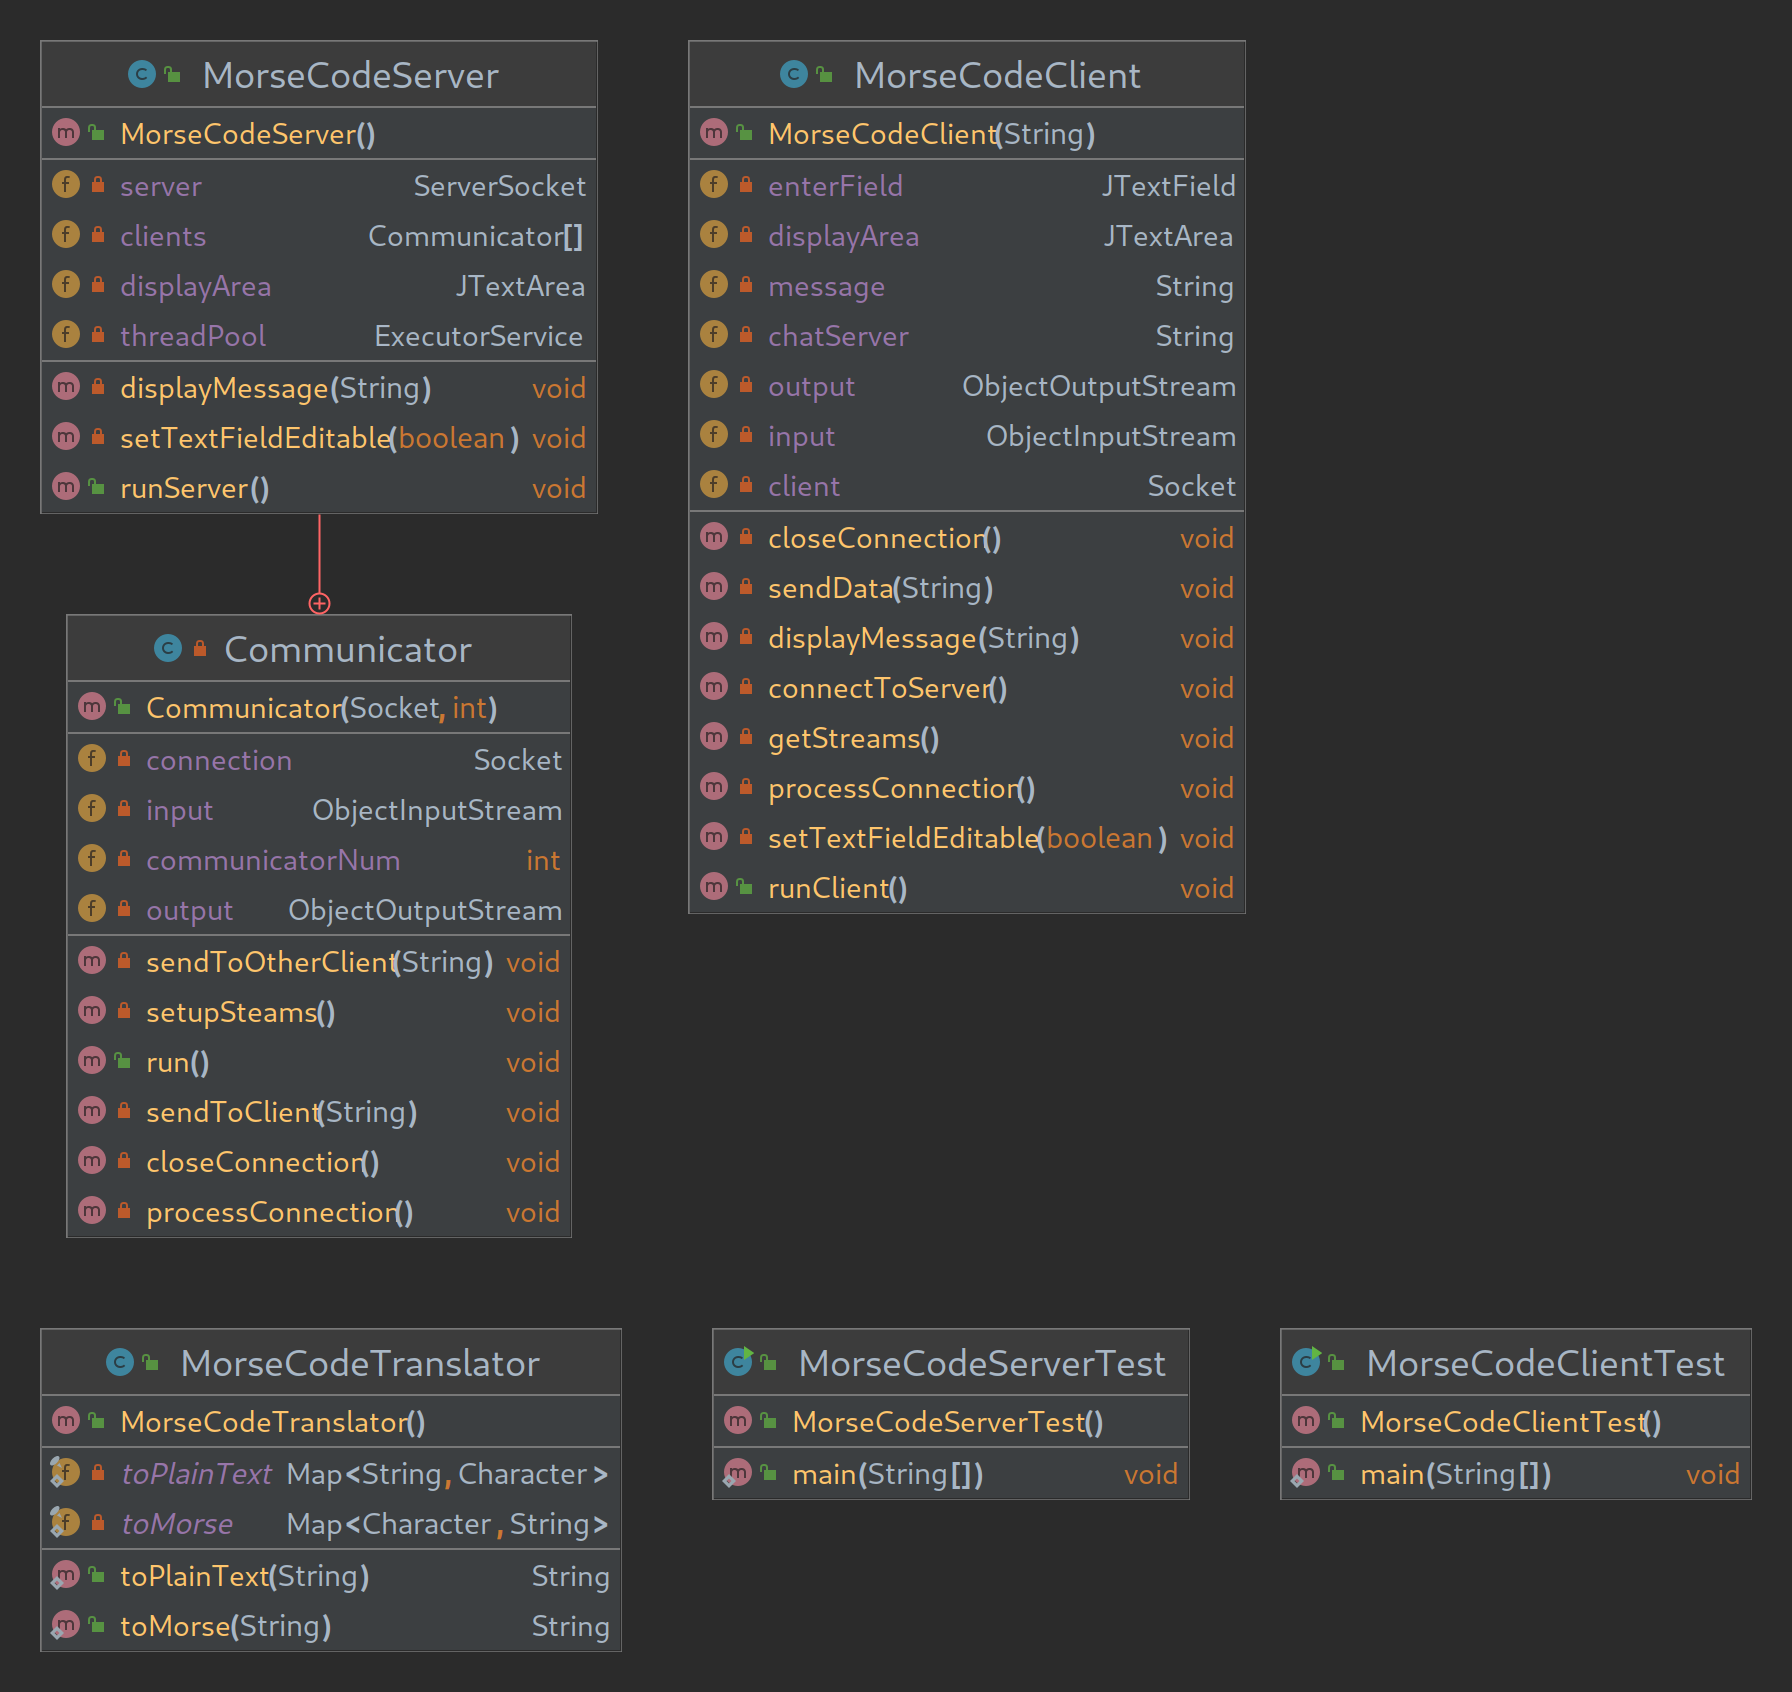 MorseCodeServer
MorseCodeServer()
server ServerSocket
clients Communicator[]
displayArea JTextArea
threadPool ExecutorService
displayMessage(String) void
setTextFieldEditable(boolean) void
runServer() void
Communicator
Communicator(Socket, int)
connection Socket
input ObjectInputStream
communicatorNum int
output ObjectOutputStream
sendToOtherClient(String) void
setupSteams() void
run() void
sendToClient(String) void
closeConnection() void
processConnection() void
MorseCodeClient
MorseCodeClient(String)
enterField JTextField
displayArea JTextArea
message String
chatServer String
output ObjectOutputStream
input ObjectInputStream
client Socket
closeConnection() void
sendData(String) void
displayMessage(String) void
connectToServer() void
getStreams() void
processConnection() void
setTextFieldEditable(boolean) void
runClient() void
MorseCodeTranslator
MorseCodeTranslator()
toPlainText Map<String, Character>
toMorse Map<Character, String>
toPlainText(String) String
toMorse(String) String
MorseCodeServerTest
MorseCodeServerTest()
main(String[]) void
MorseCodeClientTest
MorseCodeClientTest()
main(String[]) void